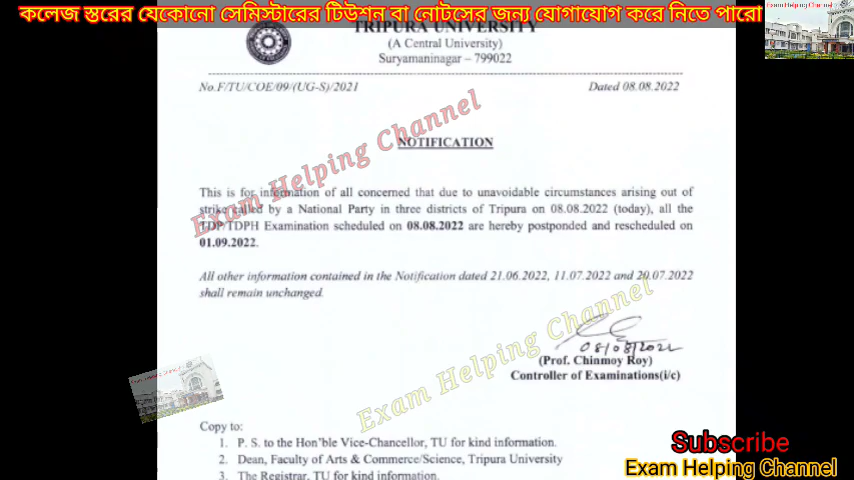 কলেজ স্তরের যেকোনো সেমিস্টারের টিউশন বা নোটসের জন্য যোগাযোগ করে নিতে পারো
Exam Helping Channel
TRIPURA UNIVERSITY
(A Central University)
Suryamaninagar – 799022
No.F/TU/COE/09/(UG-S)/2021 Dated 08.08.2022
NOTIFICATION
This is for information of all concerned that due to unavoidable circumstances arising out of
strike called by a National Party in three districts of Tripura on 08.08.2022 (today), all the
TDP/TDPH Examination scheduled on 08.08.2022 are hereby postponded and rescheduled on
01.09.2022.
All other information contained in the Notification dated 21.06.2022, 11.07.2022 and 20.07.2022
shall remain unchanged.
Exam Helping Channel
Exam Helping Channel
08/08/2022
(Prof. Chinmoy Roy)
Controller of Examinations(i/c)
Copy to:
1. P. S. to the Hon'ble Vice-Chancellor, TU for kind information.
2. Dean, Faculty of Arts & Commerce/Science, Tripura University
3. The Registrar, TU for kind information.
Subscribe
Exam Helping Channel